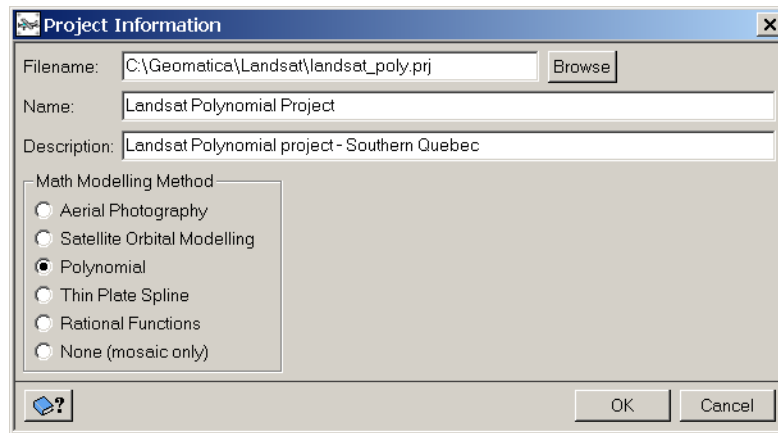 Project Information
Filename: C:\Geomatica\Landsat\landsat_poly.prj Browse
Name: Landsat Polynomial Project
Description: Landsat Polynomial project - Southern Quebec
Math Modelling Method
Aerial Photography
Satellite Orbital Modelling
Polynomial
Thin Plate Spline
Rational Functions
None (mosaic only)
? OK Cancel